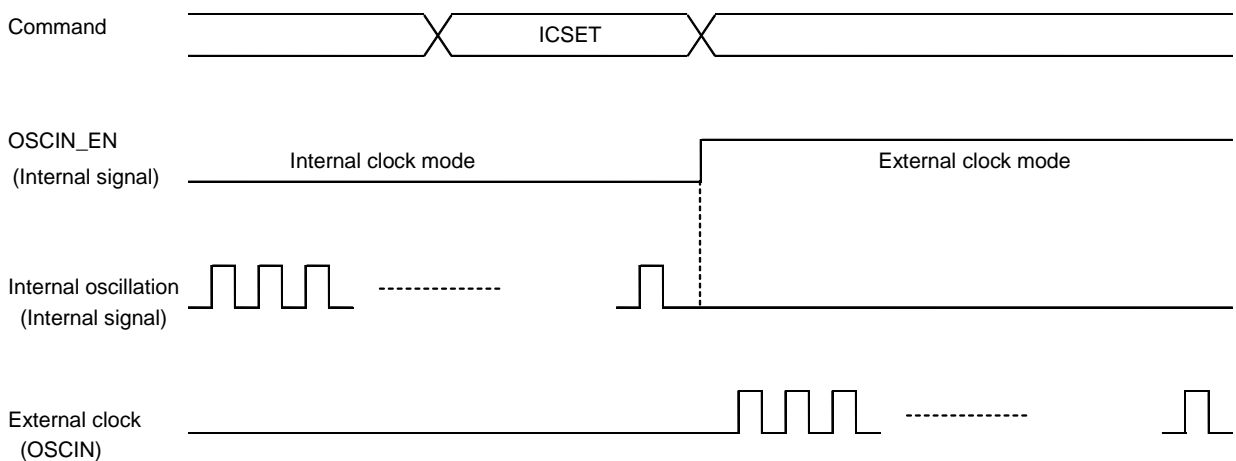 Command
ICSET
OSCIN_EN
(Internal signal)
Internal clock mode
External clock mode
Internal oscillation
(Internal signal)
External clock
(OSCIN)